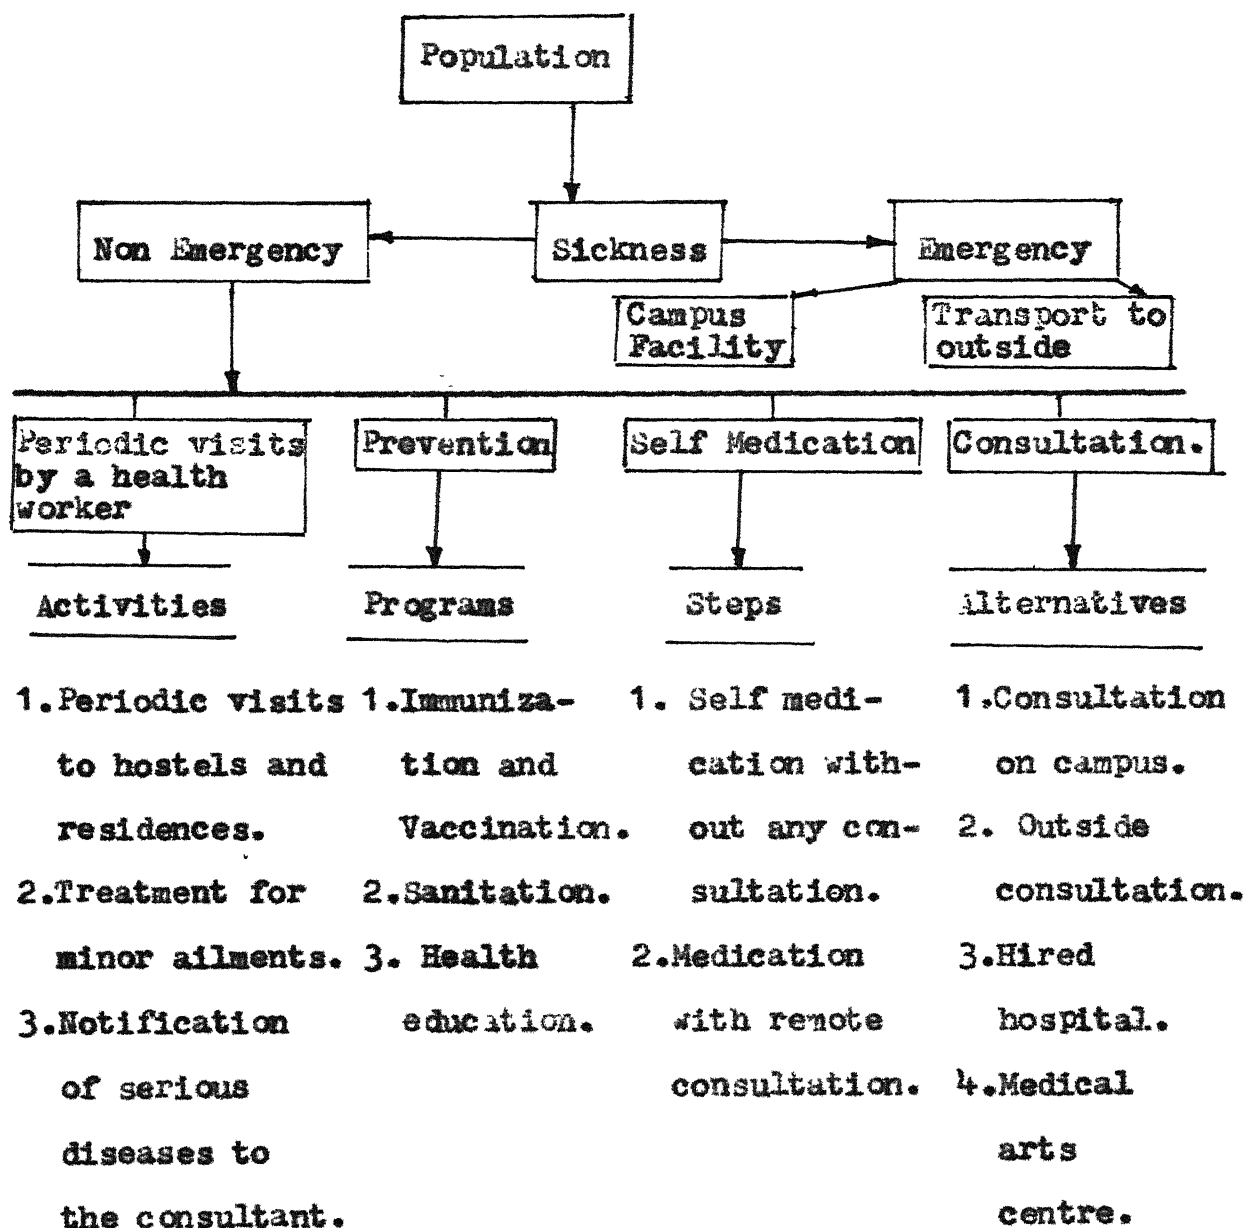 Population
Non Emergency
Sickness
Emergency
Campus
Facility
Transport to
outside
Periodic visits
by a health
worker
Prevention
Self Medication
Consultation.
Activities
Programs
Steps
Alternatives
1.Periodic visits
to hostels and
residences.
2.Treatment for
minor ailments.
3.Notification
of serious
diseases to
the consultant.
1.Immuniza-
tion and
Vaccination.
2.Sanitation.
3. Health
education.
1. Self medi-
cation with-
out any con-
sultation.
2.Medication
with remote
consultation.
1.Consultation
on campus.
2. Outside
consultation.
3.Hired
hospital.
4.Medical
arts
centre.